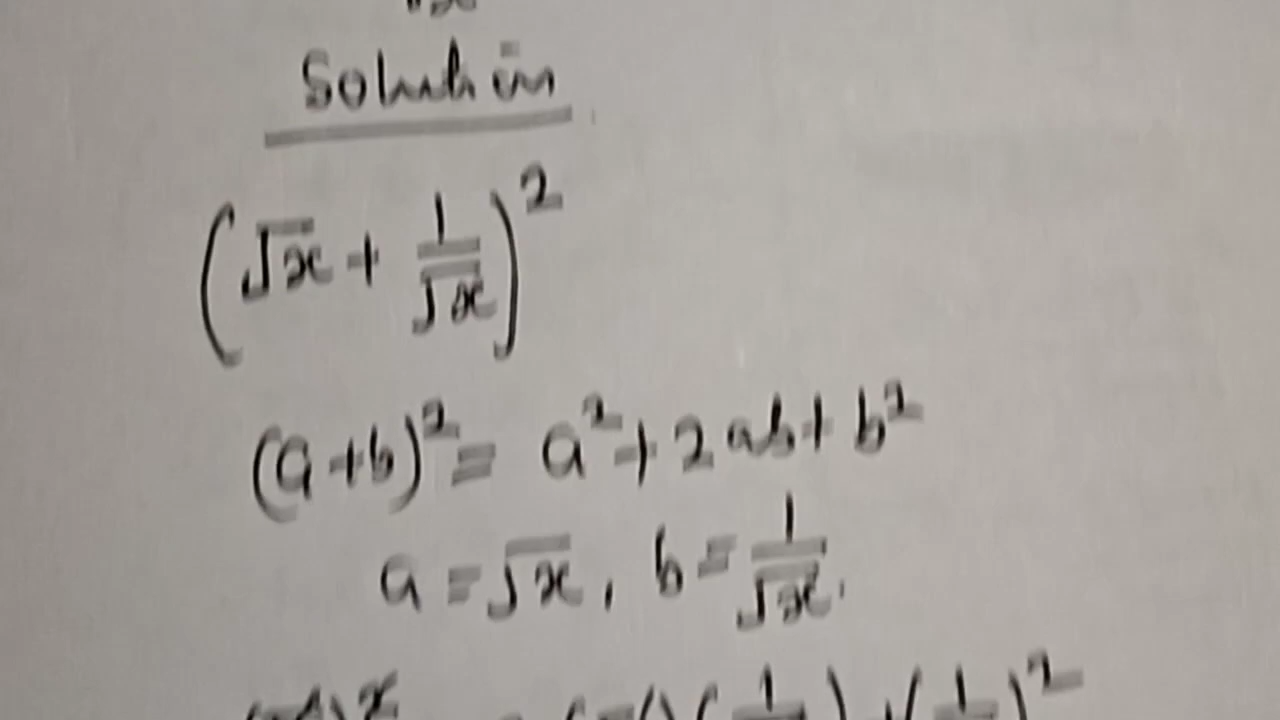 Solution
(√x + 1/√x)²
(a+b)² = a² + 2ab + b²
a = √x, b = 1/√x.